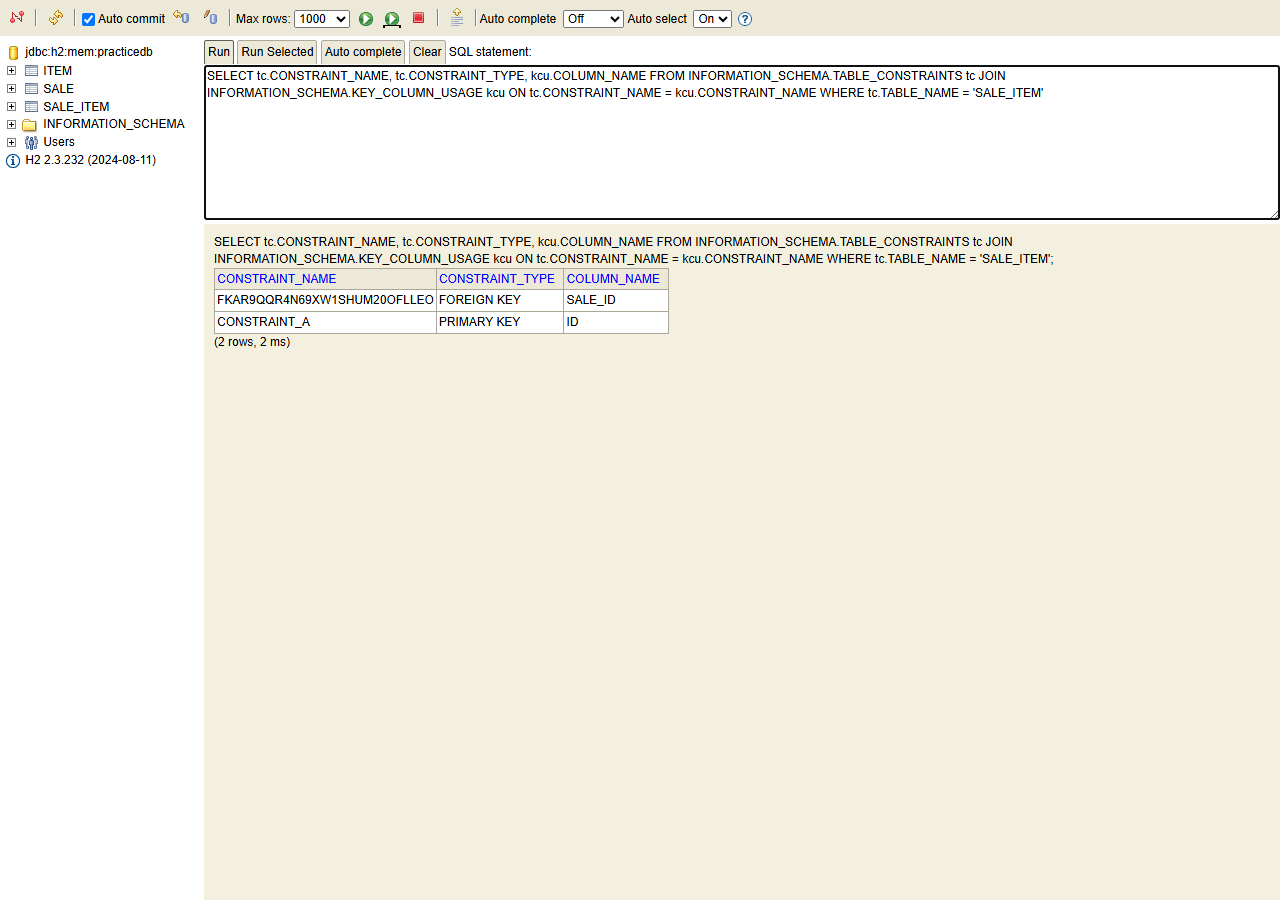 Auto commit Max rows: 1000 Auto complete Off Auto select On ?
jdbc:h2:mem:practicedb
ITEM
SALE
SALE_ITEM
INFORMATION_SCHEMA
Users
H2 2.3.232 (2024-08-11)
Run Run Selected Auto complete Clear SQL statement:
SELECT tc.CONSTRAINT_NAME, tc.CONSTRAINT_TYPE, kcu.COLUMN_NAME FROM INFORMATION_SCHEMA.TABLE_CONSTRAINTS tc JOIN
INFORMATION_SCHEMA.KEY_COLUMN_USAGE kcu ON tc.CONSTRAINT_NAME = kcu.CONSTRAINT_NAME WHERE tc.TABLE_NAME = 'SALE_ITEM'
SELECT tc.CONSTRAINT_NAME, tc.CONSTRAINT_TYPE, kcu.COLUMN_NAME FROM INFORMATION_SCHEMA.TABLE_CONSTRAINTS tc JOIN
INFORMATION_SCHEMA.KEY_COLUMN_USAGE kcu ON tc.CONSTRAINT_NAME = kcu.CONSTRAINT_NAME WHERE tc.TABLE_NAME = 'SALE_ITEM';
CONSTRAINT_NAME CONSTRAINT_TYPE COLUMN_NAME
FKAR9QQR4N69XW1SHUM20OFLLEO FOREIGN KEY SALE_ID
CONSTRAINT_A PRIMARY KEY ID
(2 rows, 2 ms)